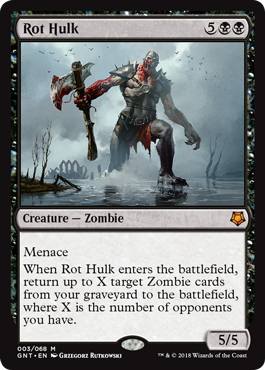 Rot Hulk 5
Creature — Zombie
Menace
When Rot Hulk enters the battlefield,
return up to X target Zombie cards
from your graveyard to the battlefield,
where X is the number of opponents
you have.
5/5
003/068 M
GNT • EN Grzegorz Rutkowski ™ & © 2018 Wizards of the Coast